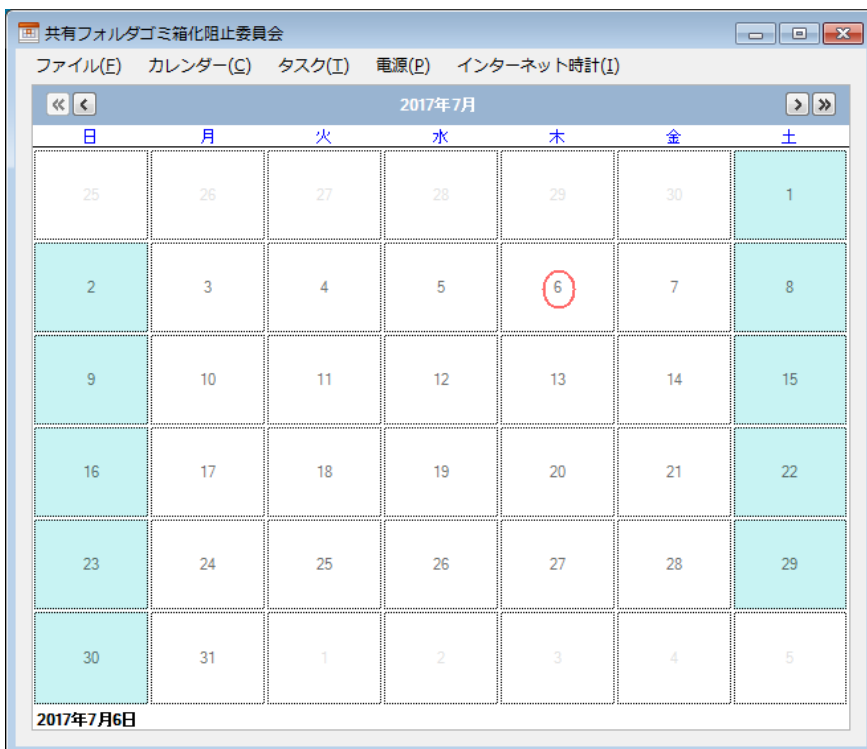 共有フォルダゴミ箱化阻止委員会
ファイル(F) カレンダー(C) タスク(T) 電源(P) インターネット時計(I)
2017年7月
日 月 火 水 木 金 土
25 26 27 28 29 30 1
2 3 4 5 6 7 8
9 10 11 12 13 14 15
16 17 18 19 20 21 22
23 24 25 26 27 28 29
30 31 1 2 3 4 5
2017年7月6日